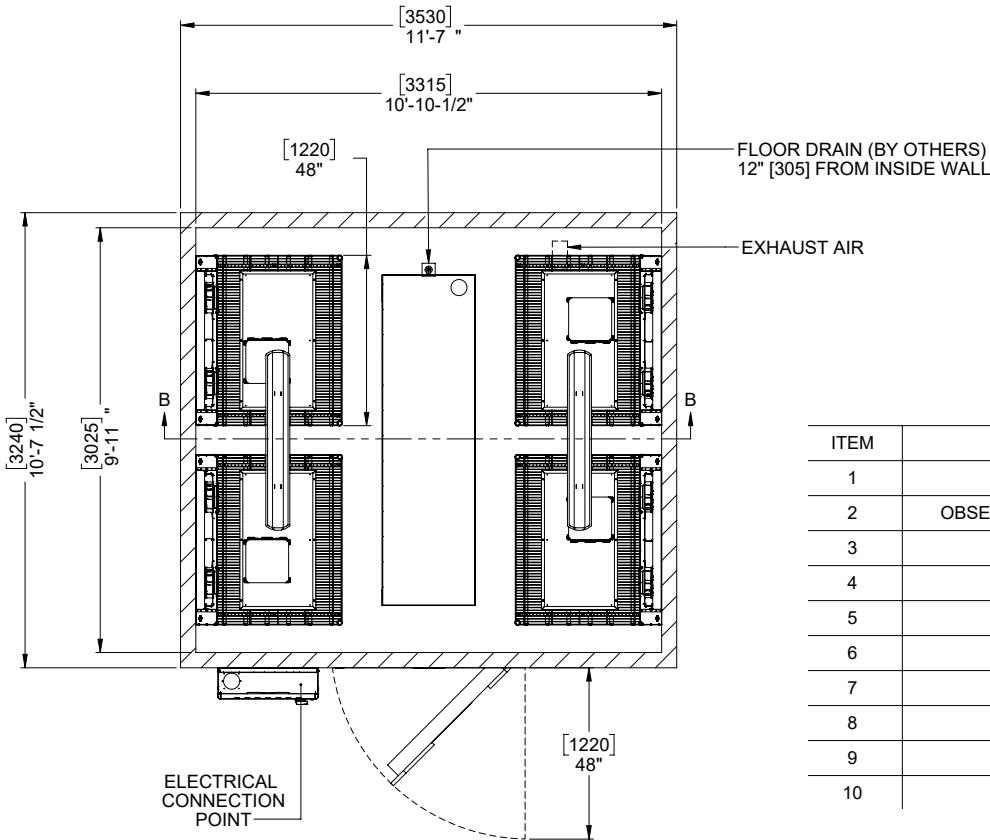 [3530]
11'-7 "
[3315]
10'-10-1/2"
[1220]
48"
FLOOR DRAIN (BY OTHERS)
12" [305] FROM INSIDE WALL
EXHAUST AIR
[3240]
10'-7 1/2"
[3025]
9'-11 "
B
B
ITEM
1
2 OBSE
3
4
5
6
7
8
9
10
[1220]
48"
ELECTRICAL
CONNECTION
POINT